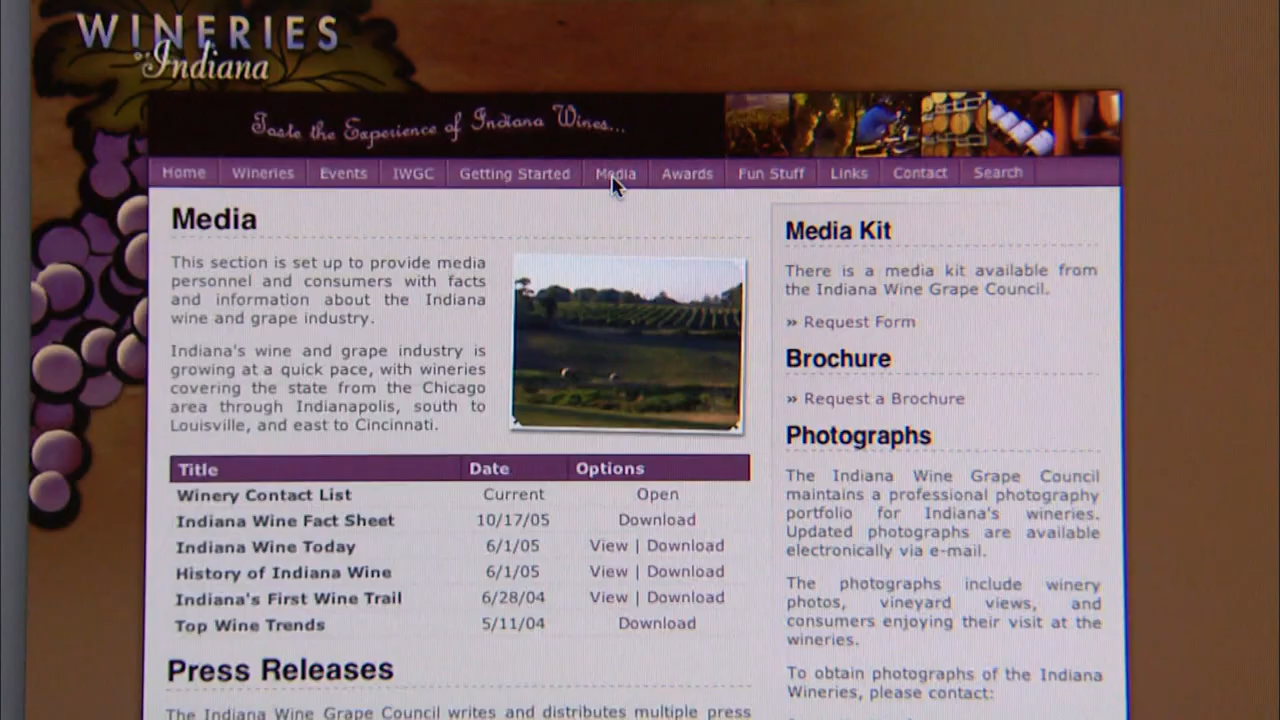 WINERIES
of Indiana
Taste the Experience of Indiana Wines...
Home Wineries Events IWGC Getting Started Media Awards Fun Stuff Links Contact Search
Media
This section is set up to provide media
personnel and consumers with facts
and information about the Indiana
wine and grape industry.
Indiana's wine and grape industry is
growing at a quick pace, with wineries
covering the state from the Chicago
area through Indianapolis, south to
Louisville, and east to Cincinnati.
Title Date Options
Winery Contact List Current Open
Indiana Wine Fact Sheet 10/17/05 Download
Indiana Wine Today 6/1/05 View | Download
History of Indiana Wine 6/1/05 View | Download
Indiana's First Wine Trail 6/28/04 View | Download
Top Wine Trends 5/11/04 Download
Press Releases
The Indiana Wine Grape Council writes and distributes multiple press
Media Kit
There is a media kit available from
the Indiana Wine Grape Council.
» Request Form
Brochure
» Request a Brochure
Photographs
The Indiana Wine Grape Council
maintains a professional photography
portfolio for Indiana's wineries.
Updated photographs are available
electronically via e-mail.
The photographs include winery
photos, vineyard views, and
consumers enjoying their visit at the
wineries.
To obtain photographs of the Indiana
Wineries, please contact: